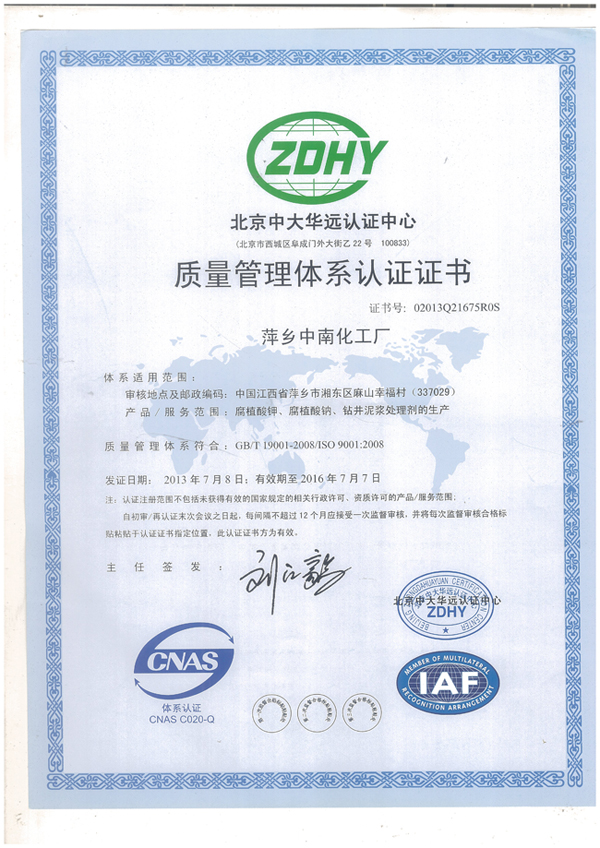 ZDHY
北京中大华远认证中心
(北京市西城区阜成门外大街乙22号 100833)
质量管理体系认证证书
证书号: 02013Q21675R0S
萍乡中南化工厂
体系适用范围:
审核地点及邮政编码: 中国江西省萍乡市湘东区麻山幸福村(337029)
产品/服务范围: 腐植酸钾、腐植酸钠、钻井泥浆处理剂的生产
质量管理体系符合: GB/T 19001-2008/ISO 9001:2008
发证日期: 2013年7月8日; 有效期至2016年7月7日
注: 认证注册范围不包括未获得有效的国家规定的相关行政许可、资质许可的产品/服务范围;
自初审/再认证末次会议之日起, 每间隔不超过12个月应接受一次监督审核, 并将每次监督审核合格标
贴粘贴于认证证书指定位置, 此认证证书方为有效。
主任签发:
北京中大华远认证中心
ZDHY
CNAS
体系认证
CNAS C020-Q
MEMBER OF MULTILATERAL
IAF
RECOGNITION ARRANGEMENT